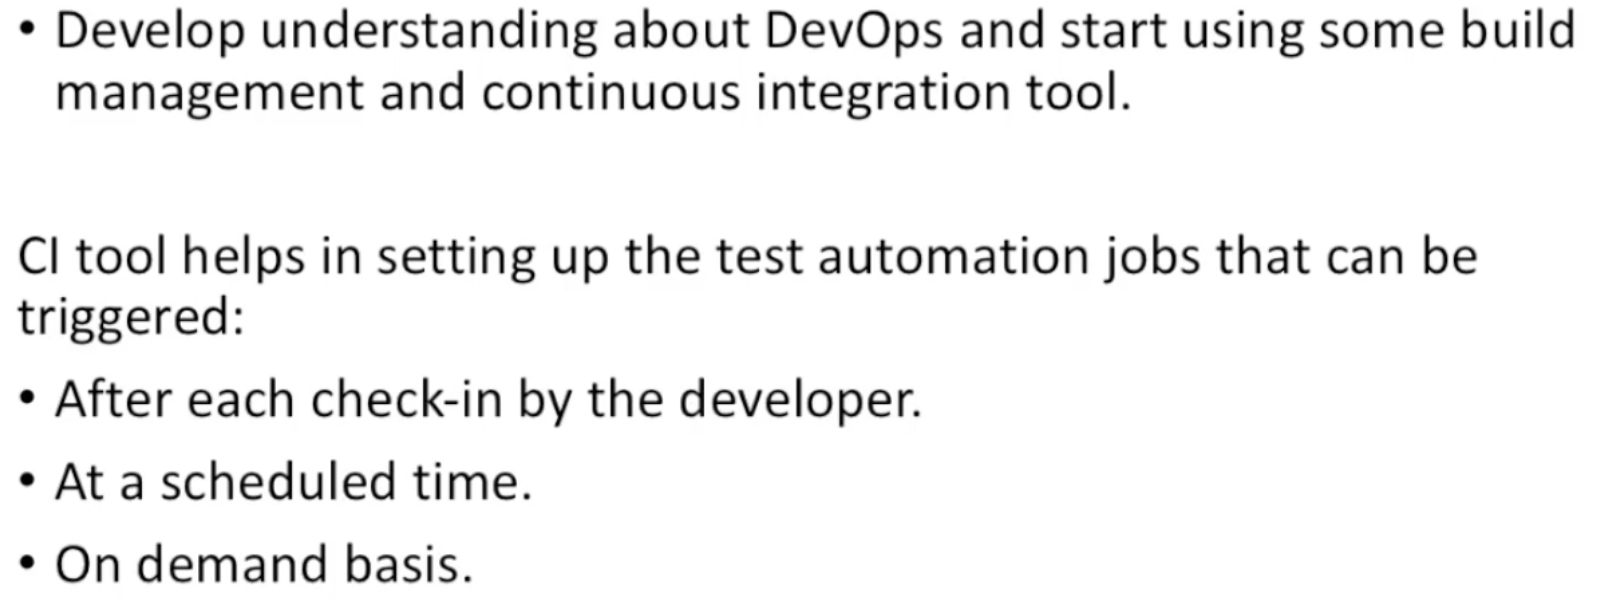 • Develop understanding about DevOps and start using some build
management and continuous integration tool.
CI tool helps in setting up the test automation jobs that can be
triggered:
• After each check-in by the developer.
• At a scheduled time.
• On demand basis.